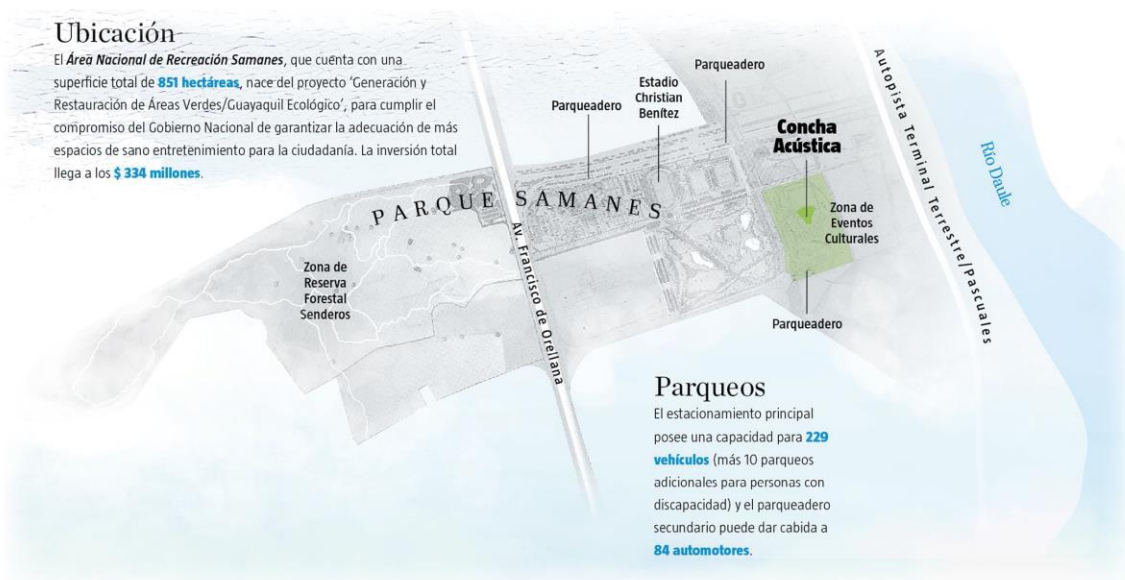 Ubicación
El Área Nacional de Recreación Samanes, que cuenta con una
superficie total de 851 hectáreas, nace del proyecto ‘Generación y
Restauración de Áreas Verdes/Guayaquil Ecológico’, para cumplir el
compromiso del Gobierno Nacional de garantizar la adecuación de más
espacios de sano entretenimiento para la ciudadanía. La inversión total
llega a los $ 334 millones.
Parqueadero
Estadio
Christian
Benítez
Parqueadero
Concha
Acústica
Autopista Terminal Terrestre/Pascuales
Río Daule
PARQUE SAMANES
Zona de
Eventos
Culturales
Av. Francisco de Orellana
Zona de
Reserva
Forestal
Senderos
Parqueadero
Parqueos
El estacionamiento principal
posee una capacidad para 229
vehículos (más 10 parqueos
adicionales para personas con
discapacidad) y el parqueadero
secundario puede dar cabida a
84 automotores.